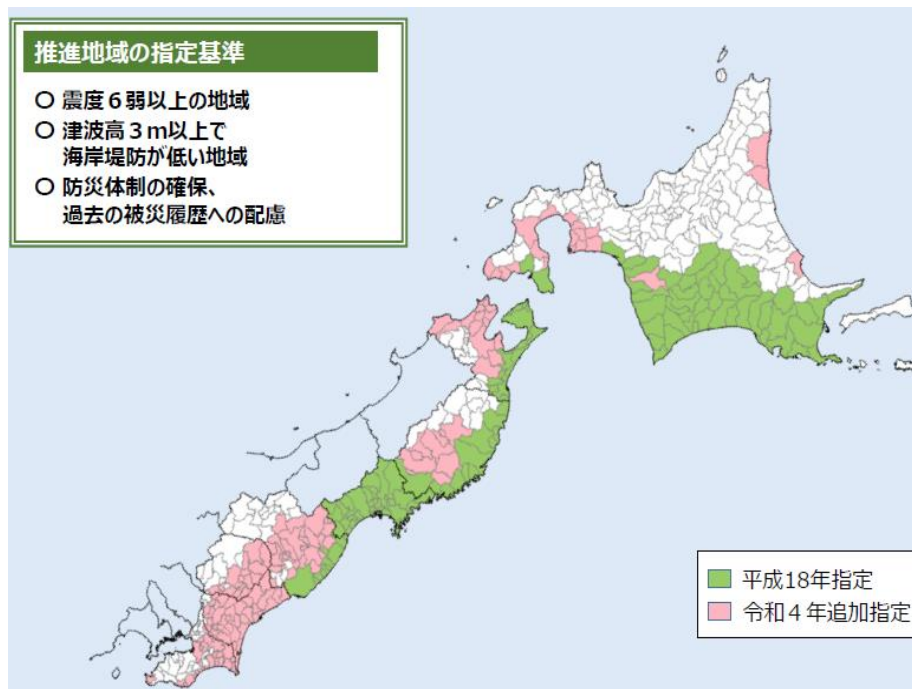 推進地域の指定基準
○ 震度６弱以上の地域
○ 津波高３ｍ以上で
海岸堤防が低い地域
○ 防災体制の確保、
過去の被災履歴への配慮
平成18年指定
令和４年追加指定